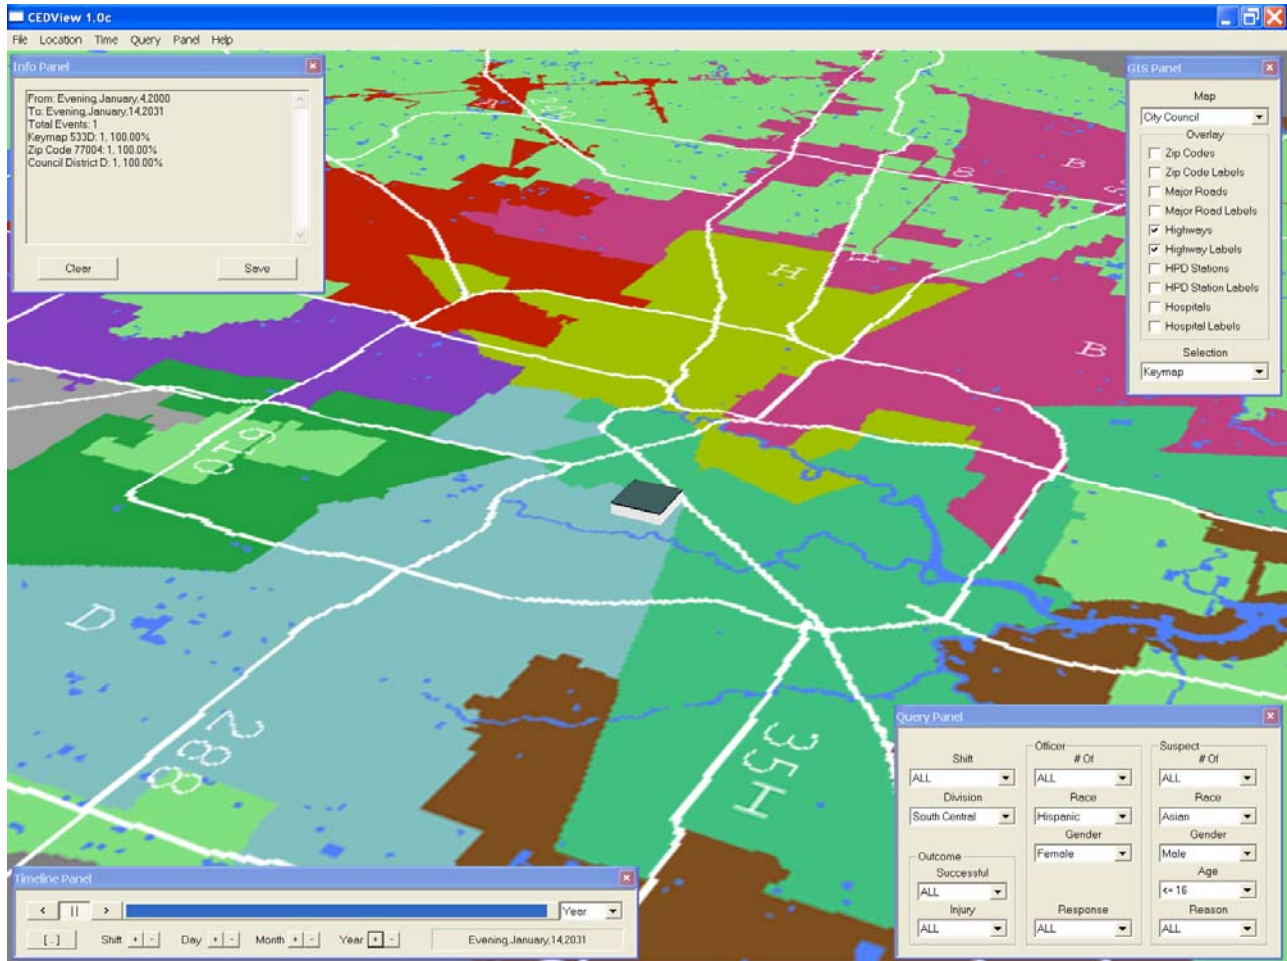 CEDView 1.0c
File Location Time Query Panel Help
Info Panel
From: Evening,January,4,2000
To: Evening,January,14,2031
Total Events: 1
Keymap 533D: 1, 100.00%
Zip Code 77004: 1, 100.00%
Council District D: 1, 100.00%
Clear Save
GIS Panel
Map
City Council
Overlay
Zip Codes
Zip Code Labels
Major Roads
Major Road Labels
Highways
Highway Labels
HPD Stations
HPD Station Labels
Hospitals
Hospital Labels
Selection
Keymap
A
B
H
B
610
D
288
35H
Query Panel
Shift
ALL
Division
South Central
Outcome
Successful
ALL
Injury
ALL
Officer
# Of
ALL
Race
Hispanic
Gender
Female
Response
ALL
Suspect
# Of
ALL
Race
Asian
Gender
Male
Age
<= 16
Reason
ALL
Timeline Panel
< || > Year
[..] Shift + - Day + - Month + - Year + - Evening,January,14,2031